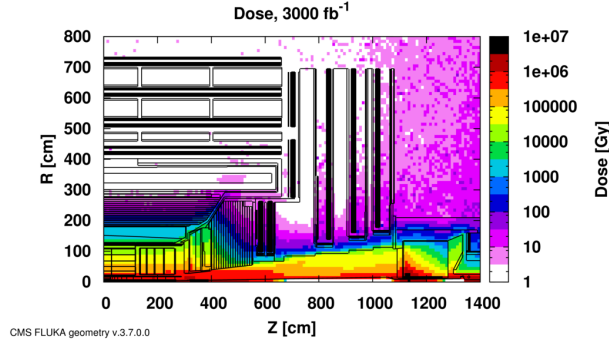 Dose, 3000 fb⁻¹
800
700
600
500
400
300
200
100
0
R [cm]
0 200 400 600 800 1000 1200 1400
Z [cm]
1e+07
1e+06
100000
10000
1000
100
10
1
Dose [Gy]
CMS FLUKA geometry v.3.7.0.0